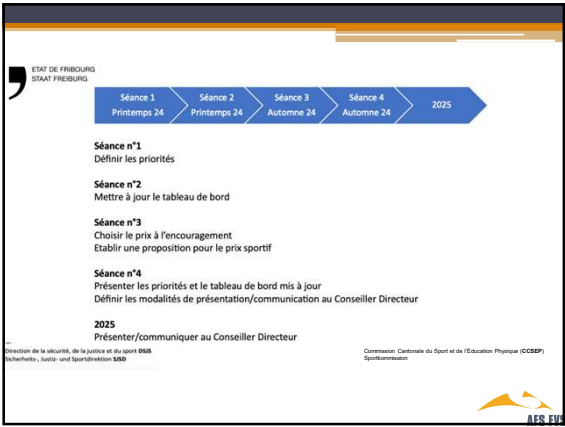 ETAT DE FRIBOURG
STAAT FREIBURG
Séance 1
Printemps 24
Séance 2
Printemps 24
Séance 3
Automne 24
Séance 4
Automne 24
2025
Séance n°1
Définir les priorités
Séance n°2
Mettre à jour le tableau de bord
Séance n°3
Choisir le prix à l'encouragement
Etablir une proposition pour le prix sportif
Séance n°4
Présenter les priorités et le tableau de bord mis à jour
Définir les modalités de présentation/communication au Conseiller Directeur
2025
Présenter/communiquer au Conseiller Directeur
—
Direction de la sécurité, de la justice et du sport DSJS
Sicherheits-, Justiz- und Sportdirektion SJSD
Commission Cantonale du Sport et de l'Éducation Physique (CCSEP)
Sportkommission
AFS EVS